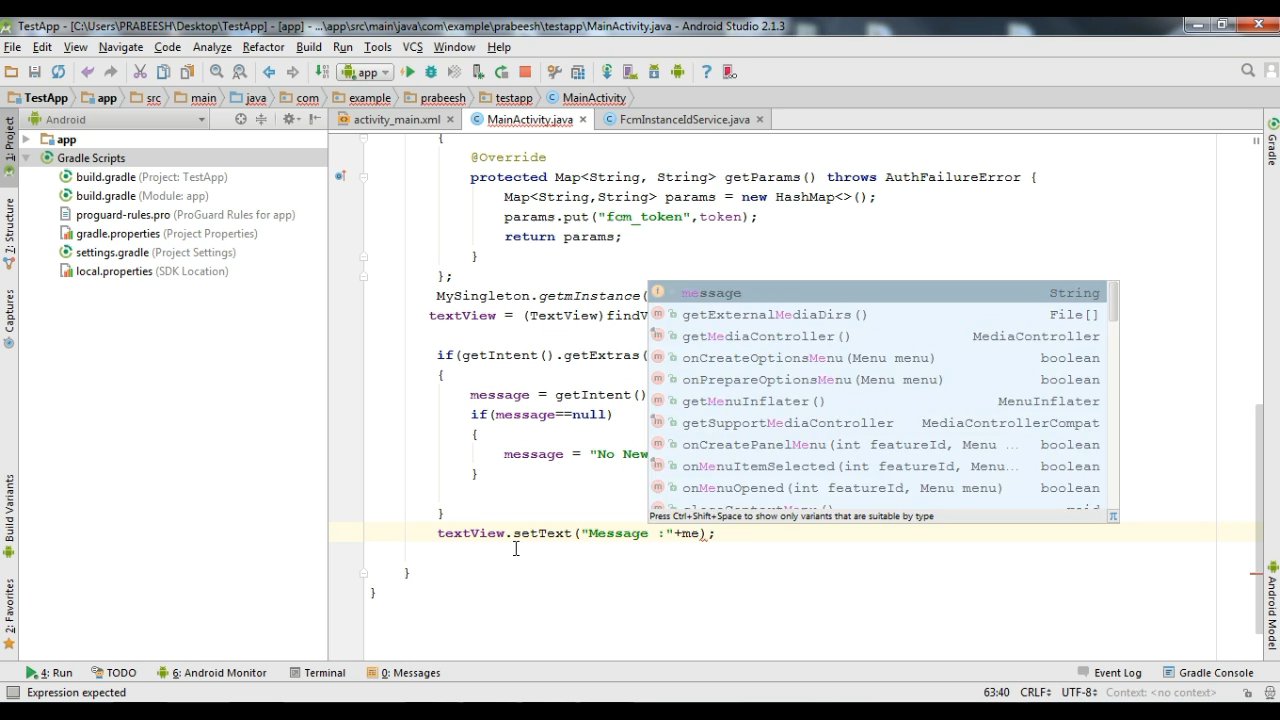 TestApp - [C:\Users\PRABEESH\Desktop\TestApp] - [app] - ...\app\src\main\java\com\example\prabeesh\testapp\MainActivity.java - Android Studio 2.1.3
File Edit View Navigate Code Analyze Refactor Build Run Tools VCS Window Help
app
TestApp app src main java com example prabeesh testapp MainActivity
Android
activity_main.xml MainActivity.java FcmInstanceIdService.java
app
Gradle Scripts
build.gradle (Project: TestApp)
build.gradle (Module: app)
proguard-rules.pro (ProGuard Rules for app)
gradle.properties (Project Properties)
settings.gradle (Project Settings)
local.properties (SDK Location)
1: Project
7: Structure
Captures
Build Variants
2: Favorites
{
@Override
protected Map<String, String> getParams() throws AuthFailureError {
Map<String,String> params = new HashMap<>();
params.put("fcm_token",token);
return params;
}
};
MySingleton.getmInstance(
textView = (TextView)findV
if(getIntent().getExtras(
{
message = getIntent()
if(message==null)
{
message = "No New
}
}
textView.setText("Message :"+me);
}
}
message String
getExternalMediaDirs() File[]
getMediaController() MediaController
onCreateOptionsMenu(Menu menu) boolean
onPrepareOptionsMenu(Menu menu) boolean
getMenuInflater() MenuInflater
getSupportMediaController MediaControllerCompat
onCreatePanelMenu(int featureId, Menu ... boolean
onMenuItemSelected(int featureId, Menu... boolean
onMenuOpened(int featureId, Menu menu) boolean
Press Ctrl+Shift+Space to show only variants that are suitable by type
Gradle
Android Model
4: Run TODO 6: Android Monitor Terminal 0: Messages Event Log Gradle Console
Expression expected 63:40 CRLF UTF-8 Context: <no context>